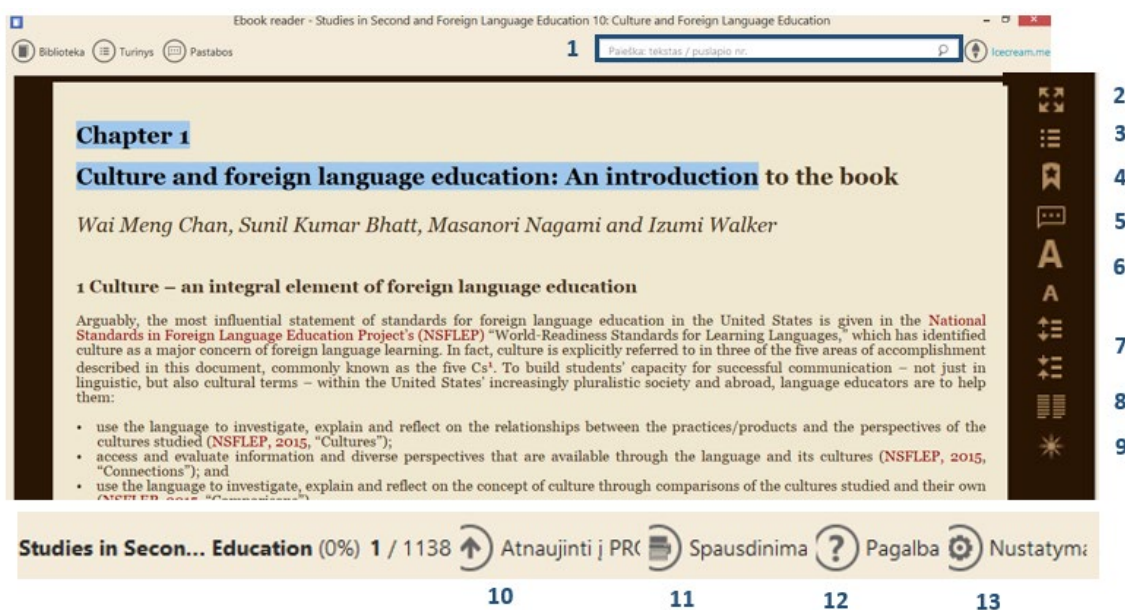 Ebook reader - Studies in Second and Foreign Language Education 10: Culture and Foreign Language Education
Biblioteka Turinys Pastabos 1 Paieška: tekstas / puslapio nr. Icecream.me
2
3
4
5
A 6
A
7
8
9
Chapter 1
Culture and foreign language education: An introduction to the book
Wai Meng Chan, Sunil Kumar Bhatt, Masanori Nagami and Izumi Walker
1 Culture – an integral element of foreign language education
Arguably, the most influential statement of standards for foreign language education in the United States is given in the National
Standards in Foreign Language Education Project's (NSFLEP) “World-Readiness Standards for Learning Languages,” which has identified
culture as a major concern of foreign language learning. In fact, culture is explicitly referred to in three of the five areas of accomplishment
described in this document, commonly known as the five Cs¹. To build students' capacity for successful communication – not just in
linguistic, but also cultural terms – within the United States' increasingly pluralistic society and abroad, language educators are to help
them:
• use the language to investigate, explain and reflect on the relationships between the practices/products and the perspectives of the
cultures studied (NSFLEP, 2015, “Cultures”);
• access and evaluate information and diverse perspectives that are available through the language and its cultures (NSFLEP, 2015,
“Connections”); and
• use the language to investigate, explain and reflect on the concept of culture through comparisons of the cultures studied and their own
(NSFLEP, 2015, “Comparisons”)
Studies in Secon... Education (0%) 1 / 1138 Atnaujinti į PRO Spausdinima ? Pagalba Nustatyma
10 11 12 13